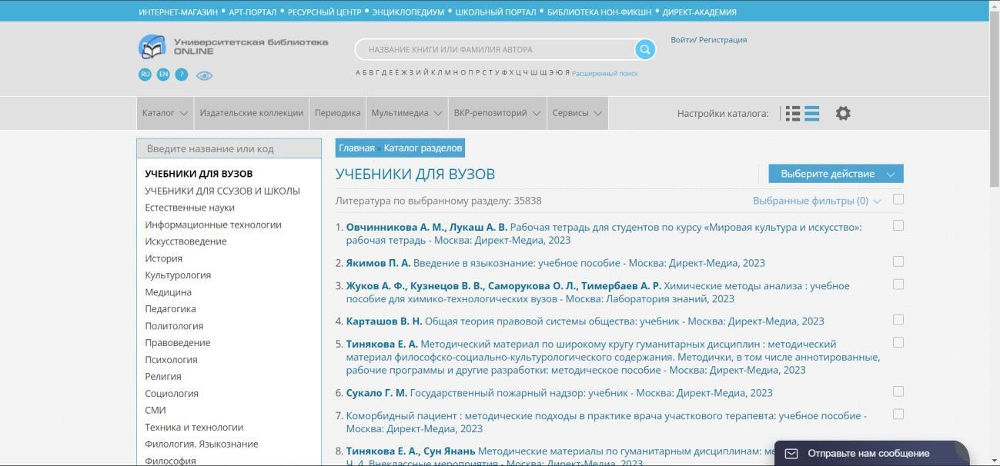 ИНТЕРНЕТ-МАГАЗИН • АРТ-ПОРТАЛ • РЕСУРСНЫЙ ЦЕНТР • ЭНЦИКЛОПЕДИУМ • ШКОЛЬНЫЙ ПОРТАЛ • БИБЛИОТЕКА НОН-ФИКШН • ДИРЕКТ-АКАДЕМИЯ
Университетская библиотека
ONLINE
НАЗВАНИЕ КНИГИ ИЛИ ФАМИЛИЯ АВТОРА
Войти/ Регистрация
RU EN ?
А Б В Г Д Е Ё Ж З И Й К Л М Н О П Р С Т У Ф Х Ц Ч Ш Щ Э Ю Я Расширенный поиск
Каталог Издательские коллекции Периодика Мультимедиа ВКР-репозиторий Сервисы Настройки каталога:
Введите название или код
УЧЕБНИКИ ДЛЯ ВУЗОВ
УЧЕБНИКИ ДЛЯ ССУЗОВ И ШКОЛЫ
Естественные науки
Информационные технологии
Искусствоведение
История
Культурология
Медицина
Педагогика
Политология
Правоведение
Психология
Религия
Социология
СМИ
Техника и технологии
Филология. Языкознание
Философия
Главная » Каталог разделов
УЧЕБНИКИ ДЛЯ ВУЗОВ
Выберите действие
Литература по выбранному разделу: 35838
Выбранные фильтры (0)
1. Овчинникова А. М., Лукаш А. В. Рабочая тетрадь для студентов по курсу «Мировая культура и искусство»:
рабочая тетрадь - Москва: Директ-Медиа, 2023
2. Якимов П. А. Введение в языкознание: учебное пособие - Москва: Директ-Медиа, 2023
3. Жуков А. Ф., Кузнецов В. В., Саморукова О. Л., Тимербаев А. Р. Химические методы анализа : учебное
пособие для химико-технологических вузов - Москва: Лаборатория знаний, 2023
4. Карташов В. Н. Общая теория правовой системы общества: учебник - Москва: Директ-Медиа, 2023
5. Тинякова Е. А. Методический материал по широкому кругу гуманитарных дисциплин : методический
материал философско-социально-культурологического содержания. Методички, в том числе аннотированные,
рабочие программы и другие разработки: методическое пособие - Москва: Директ-Медиа, 2023
6. Сукало Г. М. Государственный пожарный надзор: учебник - Москва: Директ-Медиа, 2023
7. Коморбидный пациент : методические подходы в практике врача участкового терапевта: учебное пособие -
Москва: Директ-Медиа, 2023
8. Тинякова Е. А., Сун Янань Методические материалы по гуманитарным дисциплинам:
Ч. 4. Внеклассные мероприятия - Москва: Директ-Медиа, 2023
Отправьте нам сообщение